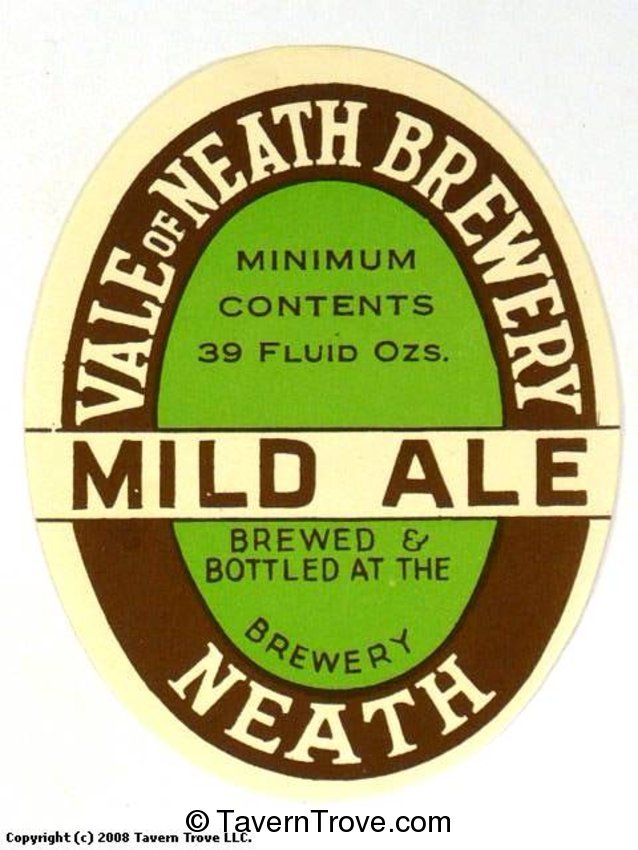 VALE OF NEATH BREWERY
MINIMUM
CONTENTS
39 FLUID OZS.
MILD ALE
BREWED &
BOTTLED AT THE
BREWERY
NEATH
© TavernTrove.com
Copyright (c) 2008 Tavern Trove LLC.